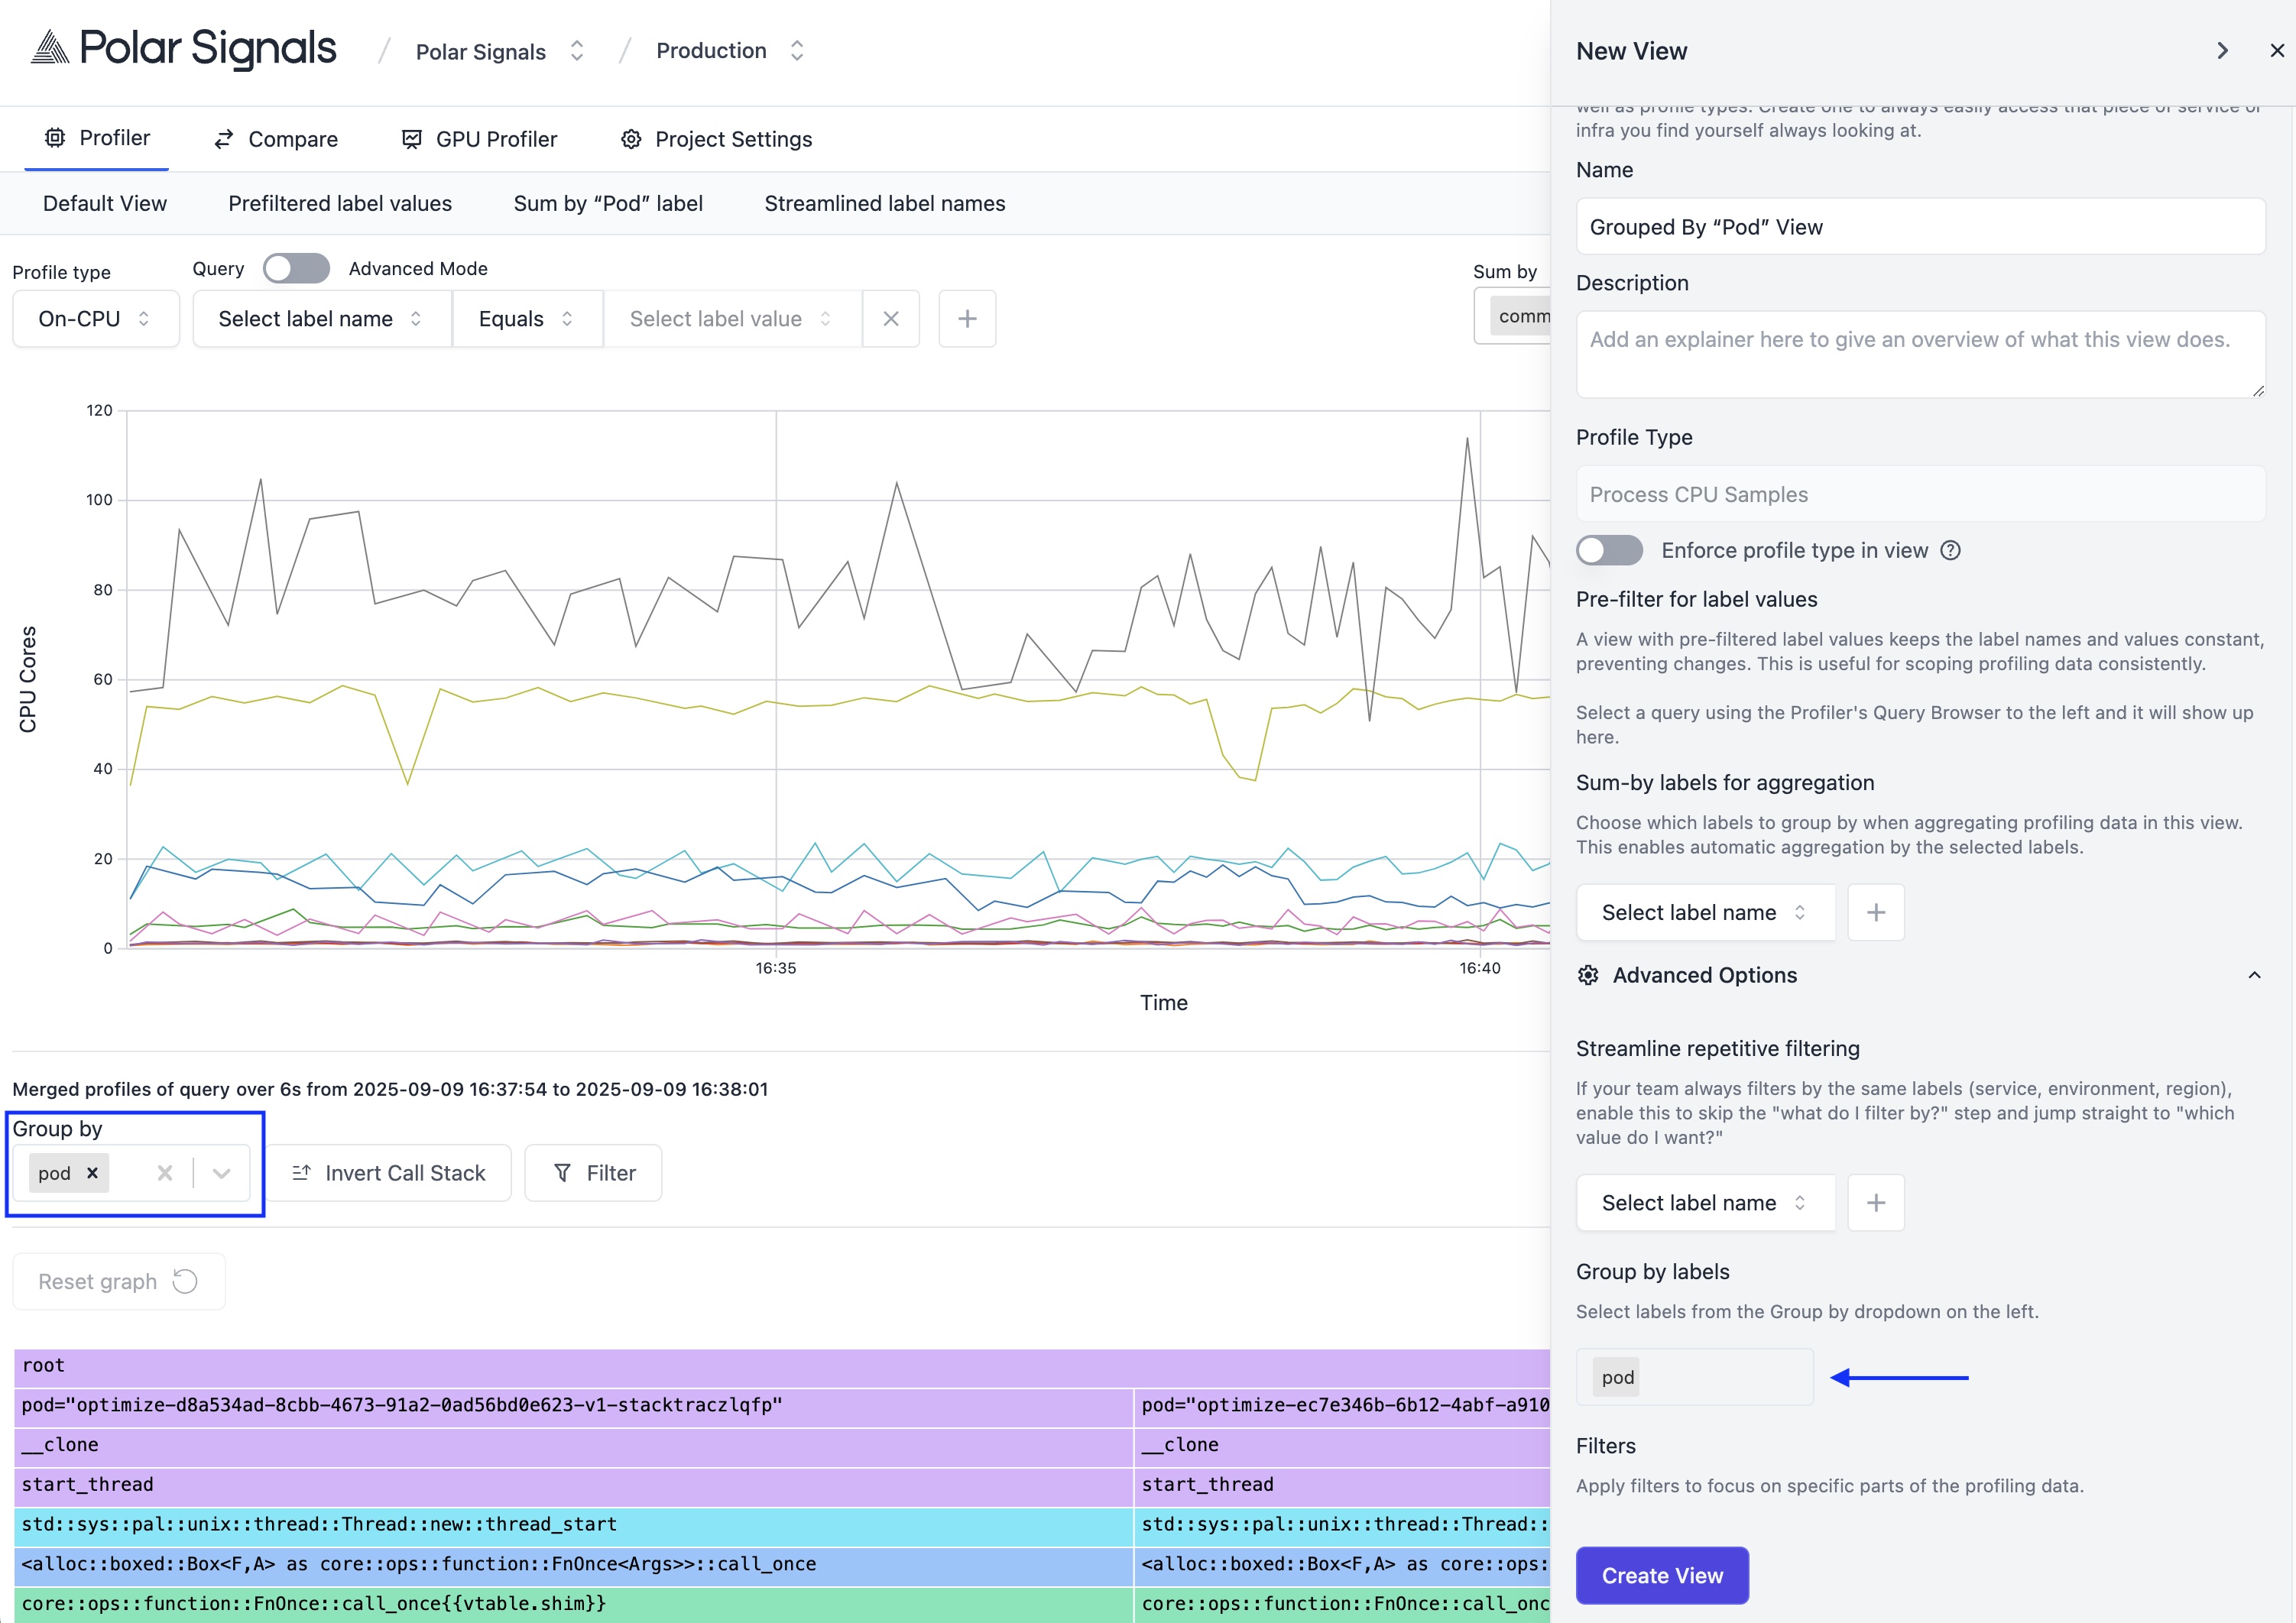 Polar Signals
/ Polar Signals / Production
Profiler Compare GPU Profiler Project Settings
Default View Prefiltered label values Sum by “Pod” label Streamlined label names
Profile type Query Advanced Mode Sum by
On-CPU Select label name Equals Select label value comm
120
100
80
60
40
20
0
CPU Cores
16:35 16:40
Time
Merged profiles of query over 6s from 2025-09-09 16:37:54 to 2025-09-09 16:38:01
Group by
pod Invert Call Stack Filter
Reset graph
root
pod="optimize-d8a534ad-8cbb-4673-91a2-0ad56bd0e623-v1-stacktraczlqfp" pod="optimize-ec7e346b-6b12-4abf-a910
__clone __clone
start_thread start_thread
std::sys::pal::unix::thread::Thread::new::thread_start std::sys::pal::unix::thread::Thread::
<alloc::boxed::Box<F,A> as core::ops::function::FnOnce<Args>>::call_once <alloc::boxed::Box<F,A> as core::ops:
core::ops::function::FnOnce::call_once{{vtable.shim}} core::ops::function::FnOnce::call_onc
New View
well as profile types. Create one to always easily access that piece of service or
infra you find yourself always looking at.
Name
Grouped By “Pod” View
Description
Add an explainer here to give an overview of what this view does.
Profile Type
Process CPU Samples
Enforce profile type in view
Pre-filter for label values
A view with pre-filtered label values keeps the label names and values constant,
preventing changes. This is useful for scoping profiling data consistently.
Select a query using the Profiler's Query Browser to the left and it will show up
here.
Sum-by labels for aggregation
Choose which labels to group by when aggregating profiling data in this view.
This enables automatic aggregation by the selected labels.
Select label name
Advanced Options
Streamline repetitive filtering
If your team always filters by the same labels (service, environment, region),
enable this to skip the "what do I filter by?" step and jump straight to "which
value do I want?"
Select label name
Group by labels
Select labels from the Group by dropdown on the left.
pod
Filters
Apply filters to focus on specific parts of the profiling data.
Create View